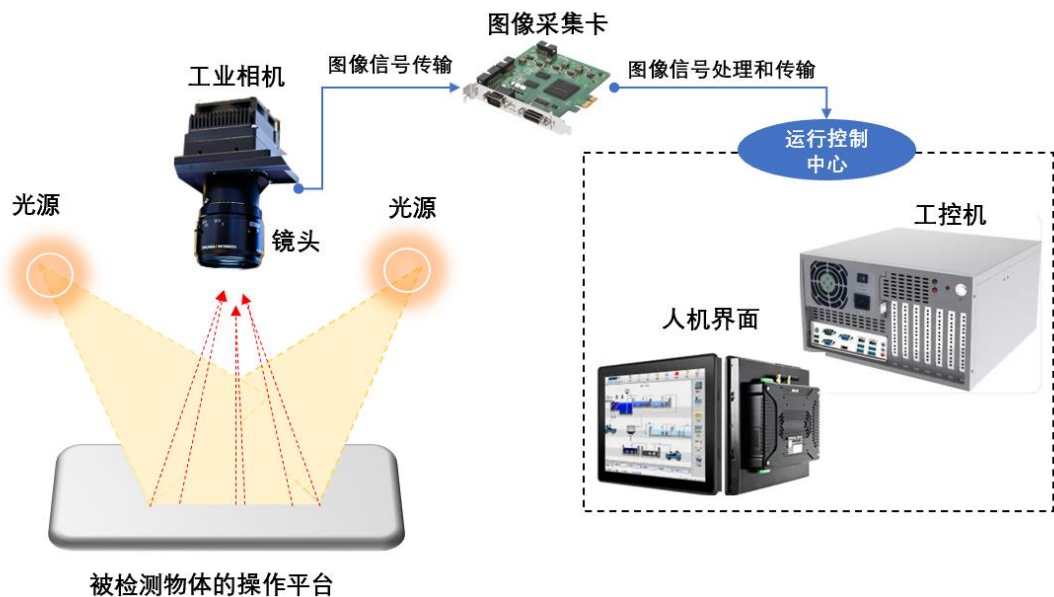 图像采集卡
工业相机
图像信号传输
图像信号处理和传输
运行控制
中心
光源
光源
镜头
工控机
人机界面
被检测物体的操作平台